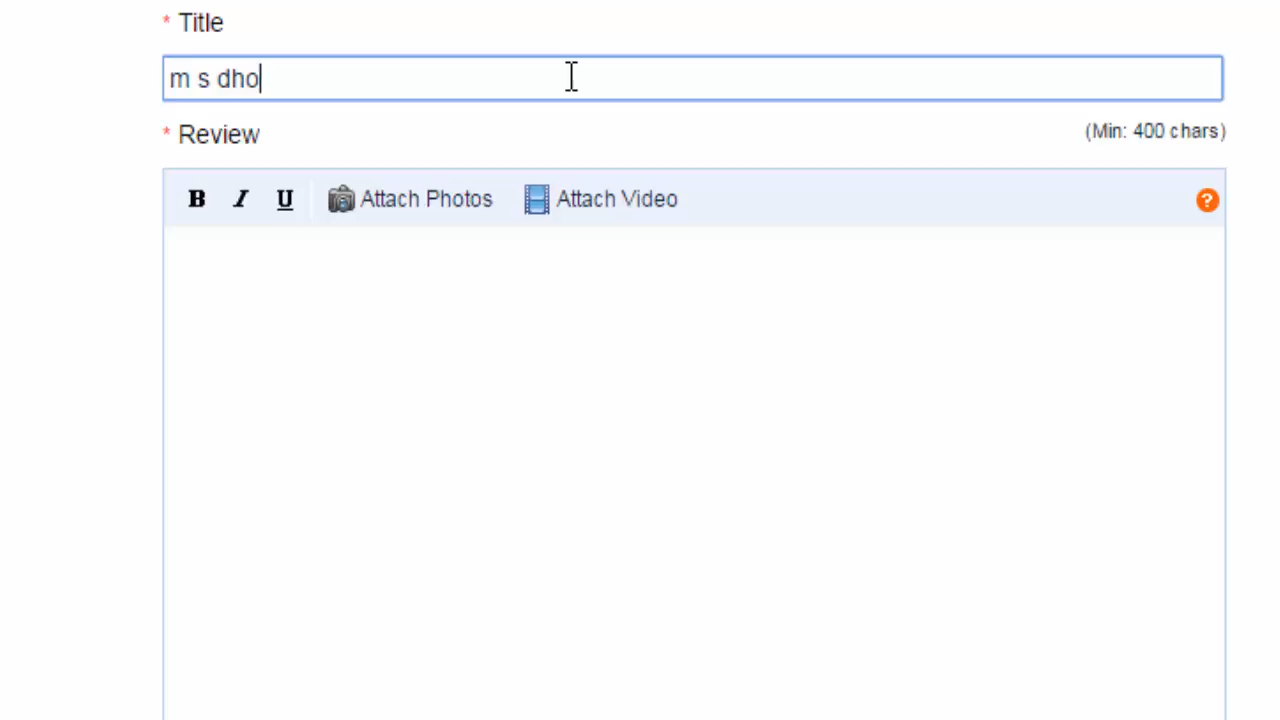 * Title
m s dho
* Review (Min: 400 chars)
B I U Attach Photos Attach Video ?